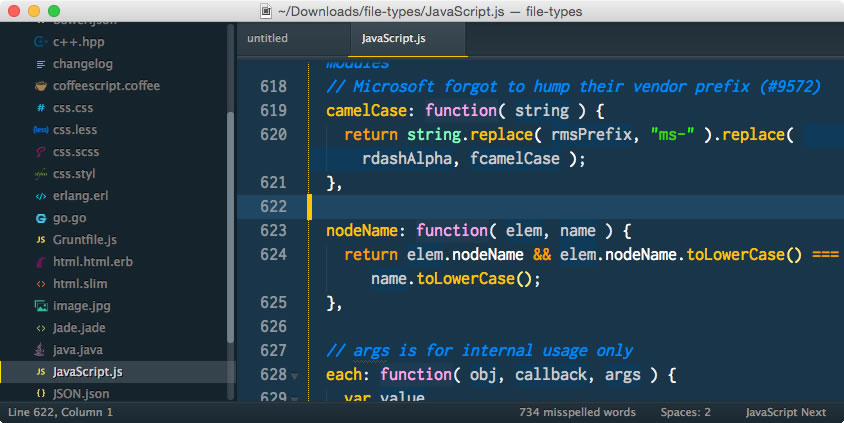 ~/Downloads/file-types/JavaScript.js — file-types
bower.json
c++.hpp
changelog
coffeescript.coffee
css.css
css.less
css.scss
css.styl
erlang.erl
go.go
Gruntfile.js
html.html.erb
html.slim
image.jpg
Jade.jade
java.java
JavaScript.js
JSON.json
untitled
JavaScript.js
modules
618 // Microsoft forgot to hump their vendor prefix (#9572)
619 camelCase: function( string ) {
620 return string.replace( rmsPrefix, "ms-" ).replace(
rdashAlpha, fcamelCase );
621 },
622
623 nodeName: function( elem, name ) {
624 return elem.nodeName && elem.nodeName.toLowerCase() ===
name.toLowerCase();
625 },
626
627 // args is for internal usage only
628 each: function( obj, callback, args ) {
629 var value
Line 622, Column 1
734 misspelled words
Spaces: 2
JavaScript Next